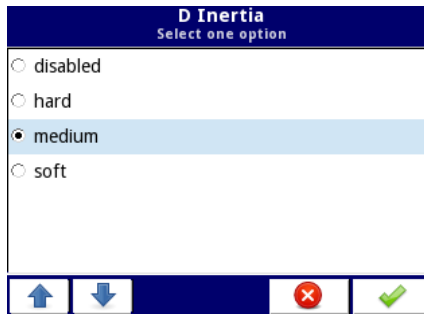 D Inertia
Select one option
disabled
hard
medium
soft